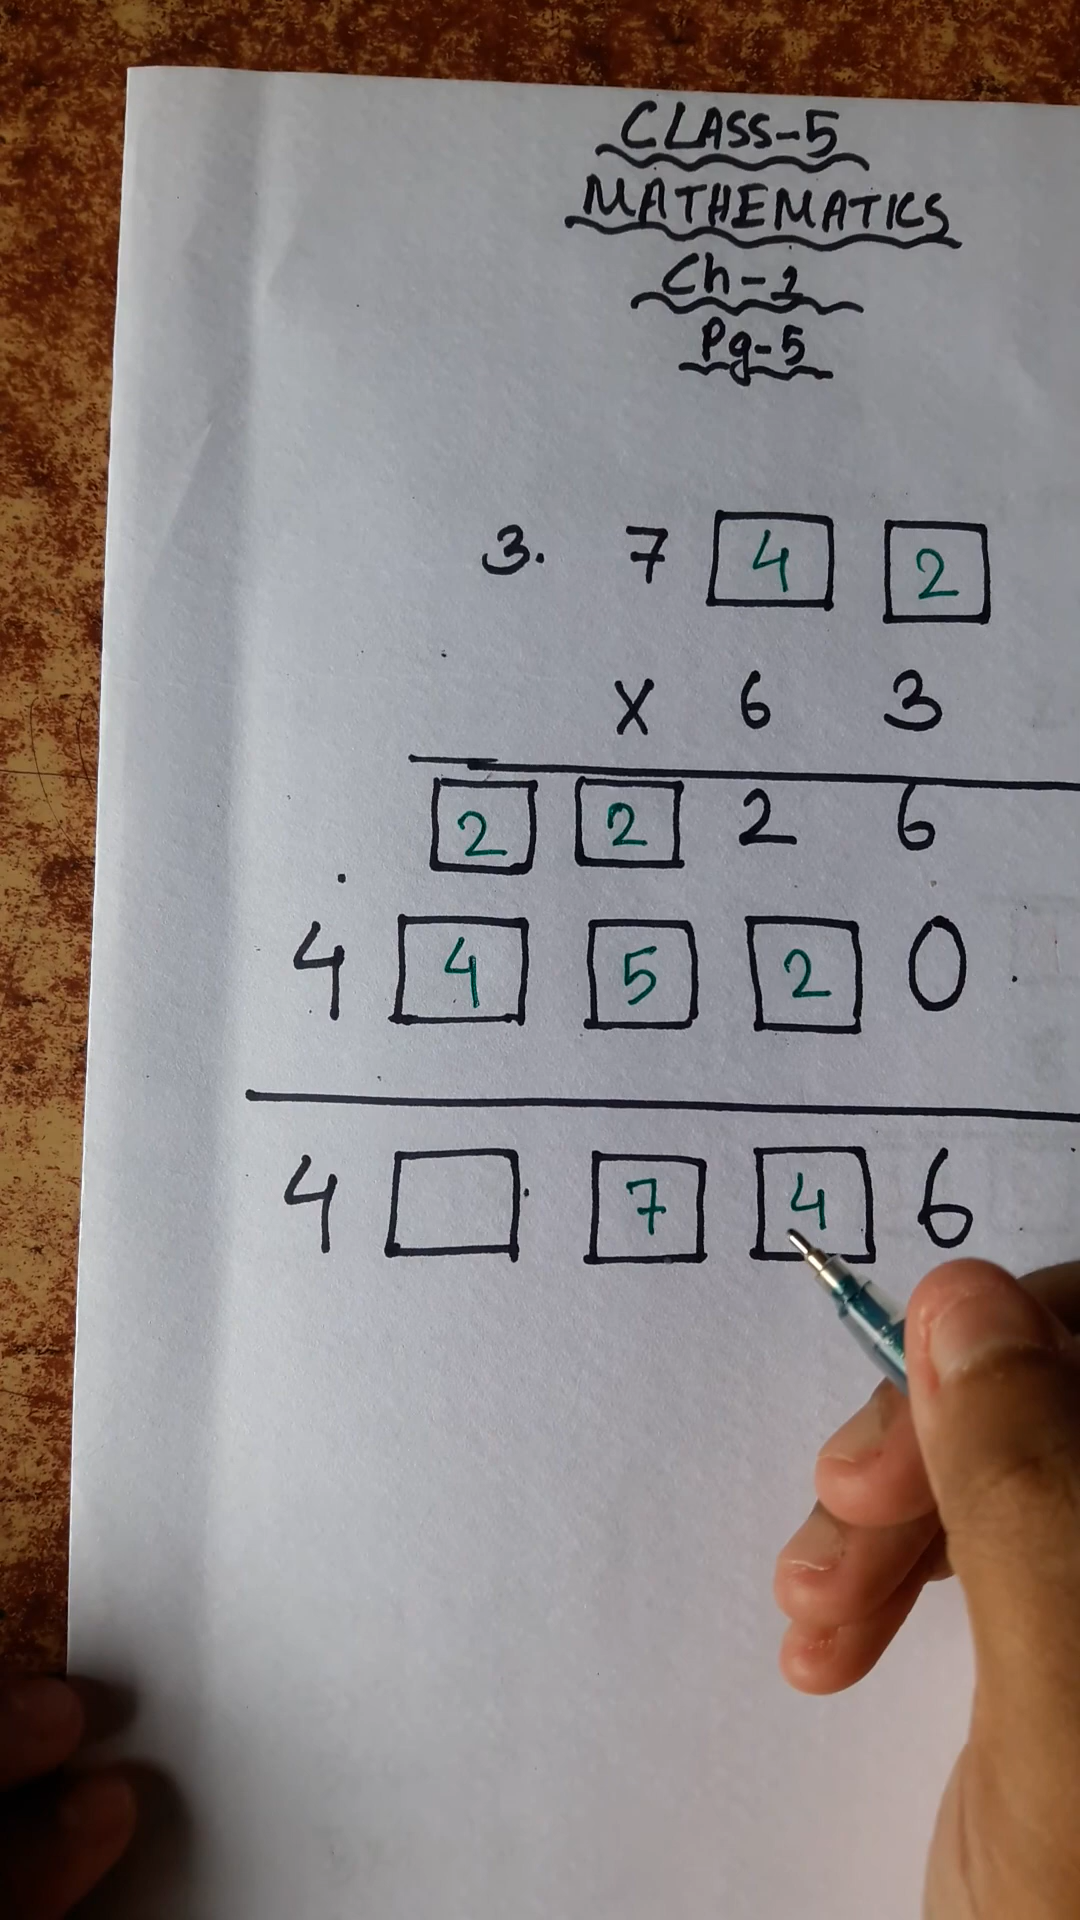 CLASS-5
MATHEMATICS
Ch-1
Pg-5
3. 7 4 2
X 6 3
2 2 2 6
4 4 5 2 0
4 7 4 6